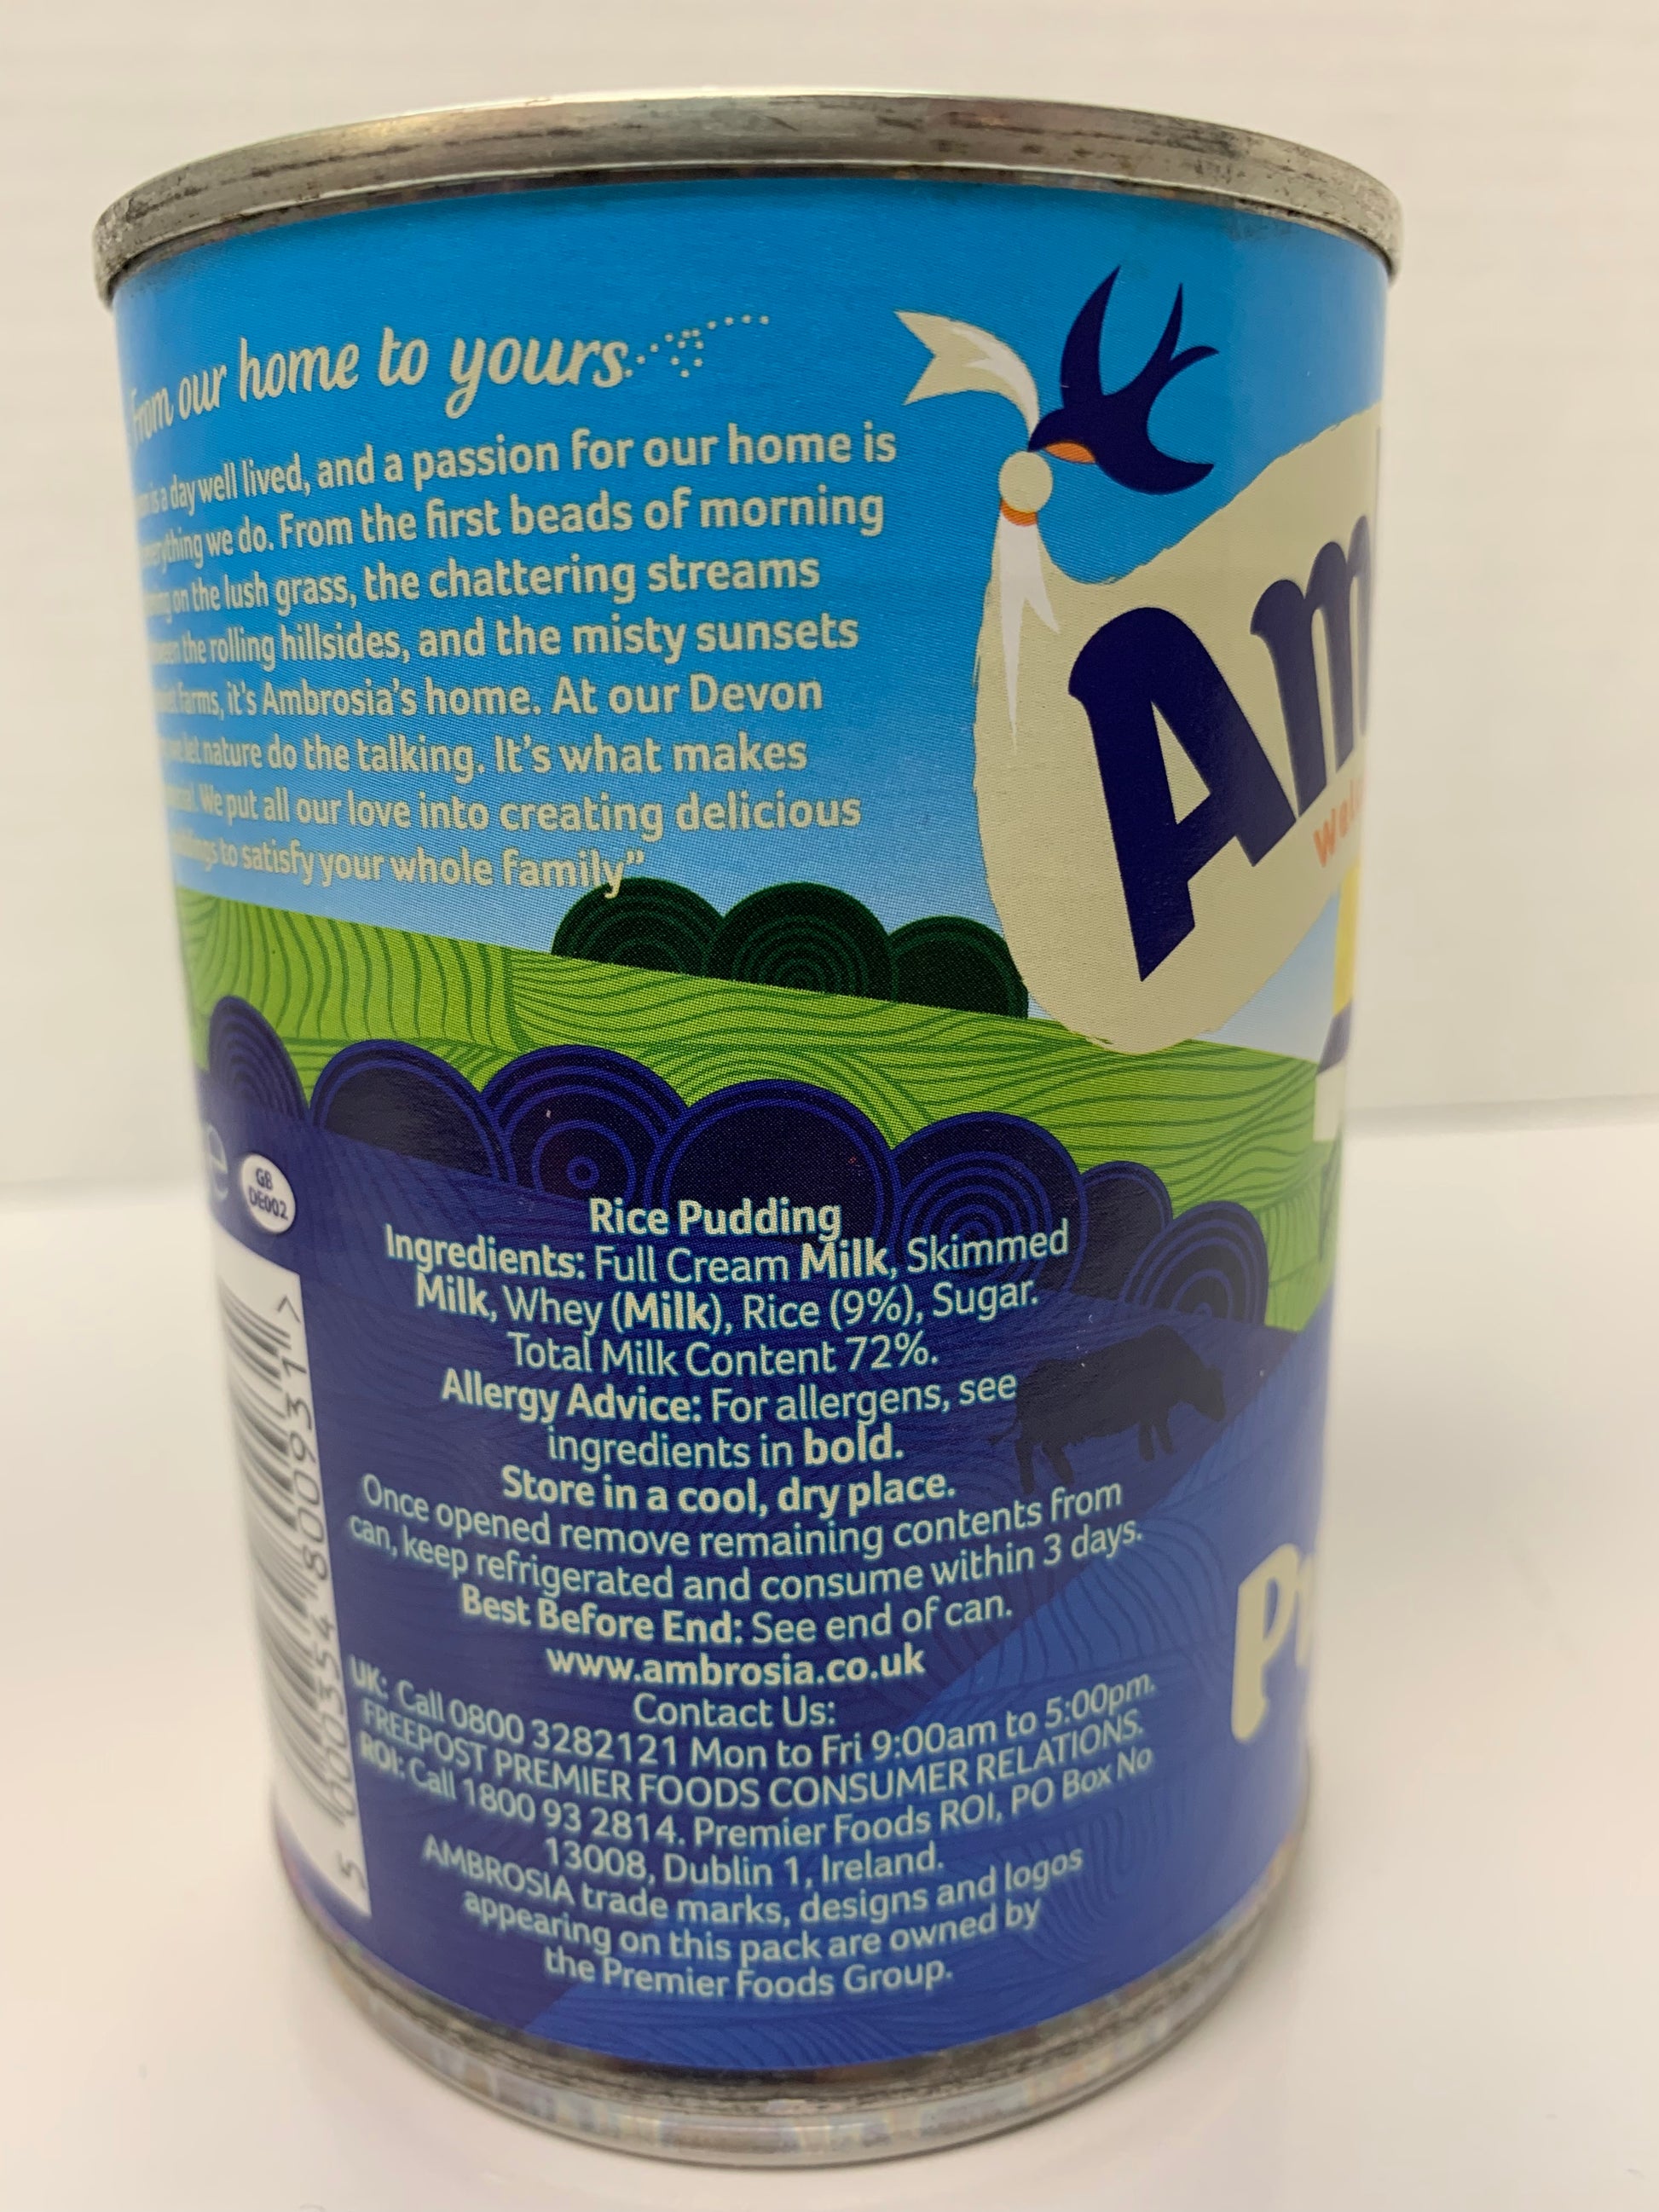 From our home to yours
is a day well lived, and a passion for our home is
everything we do. From the first beads of morning
on the lush grass, the chattering streams
the rolling hillsides, and the misty sunsets
farms, it's Ambrosia's home. At our Devon
let nature do the talking. It's what makes
We put all our love into creating delicious
to satisfy your whole family”
Am
wel
e
GB
DE002
Rice Pudding
Ingredients: Full Cream Milk, Skimmed
Milk, Whey (Milk), Rice (9%), Sugar.
Total Milk Content 72%.
Allergy Advice: For allergens, see
ingredients in bold.
Store in a cool, dry place.
Once opened remove remaining contents from
can, keep refrigerated and consume within 3 days.
Best Before End: See end of can.
www.ambrosia.co.uk
Contact Us:
UK: Call 0800 3282121 Mon to Fri 9:00am to 5:00pm.
FREEPOST PREMIER FOODS CONSUMER RELATIONS.
ROI: Call 1800 93 2814. Premier Foods ROI, PO Box No
13008, Dublin 1, Ireland.
AMBROSIA trade marks, designs and logos
appearing on this pack are owned by
the Premier Foods Group.
5 000354 800931 >
P